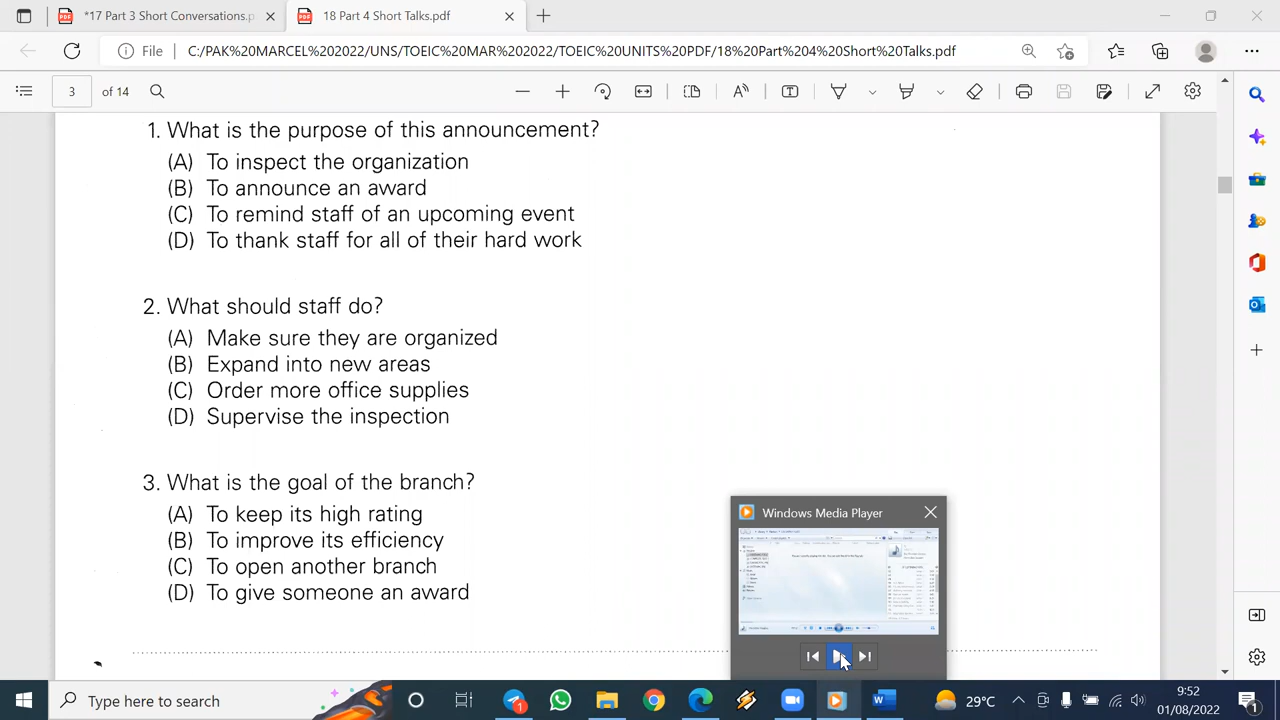 *17 Part 3 Short Conversations.p
18 Part 4 Short Talks.pdf
File
C:/PAK%20MARCEL%202022/UNS/TOEIC%20MAR%202022/TOEIC%20UNITS%20PDF/18%20Part%204%20Short%20Talks.pdf
3 of 14
1. What is the purpose of this announcement?
(A) To inspect the organization
(B) To announce an award
(C) To remind staff of an upcoming event
(D) To thank staff for all of their hard work
2. What should staff do?
(A) Make sure they are organized
(B) Expand into new areas
(C) Order more office supplies
(D) Supervise the inspection
3. What is the goal of the branch?
(A) To keep its high rating
(B) To improve its efficiency
(C) To open another branch
(D) To give someone an award
Windows Media Player
Type here to search
1
29°C
9:52
01/08/2022
1